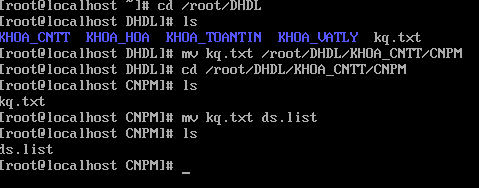 [root@localhost ~]# cd /root/DHDL
[root@localhost DHDL]# ls
KHOA_CNTT  KHOA_HOA  KHOA_TOANTIN  KHOA_VATLY  kq.txt
[root@localhost DHDL]# mv kq.txt /root/DHDL/KHOA_CNTT/CNPM
[root@localhost DHDL]# cd /root/DHDL/KHOA_CNTT/CNPM
[root@localhost CNPM]# ls
kq.txt
[root@localhost CNPM]# mv kq.txt ds.list
[root@localhost CNPM]# ls
ds.list
[root@localhost CNPM]# _